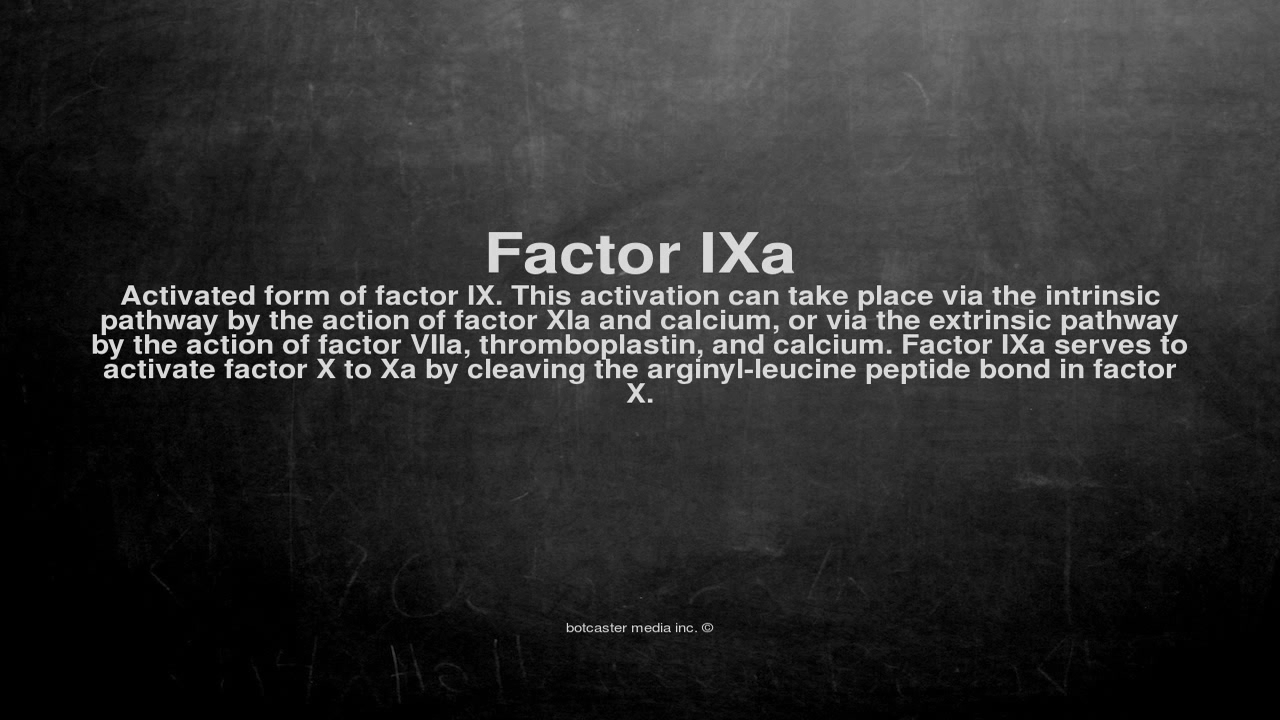 Factor IXa
Activated form of factor IX. This activation can take place via the intrinsic
pathway by the action of factor XIa and calcium, or via the extrinsic pathway
by the action of factor VIIa, thromboplastin, and calcium. Factor IXa serves to
activate factor X to Xa by cleaving the arginyl-leucine peptide bond in factor
X.
botcaster media inc. ©